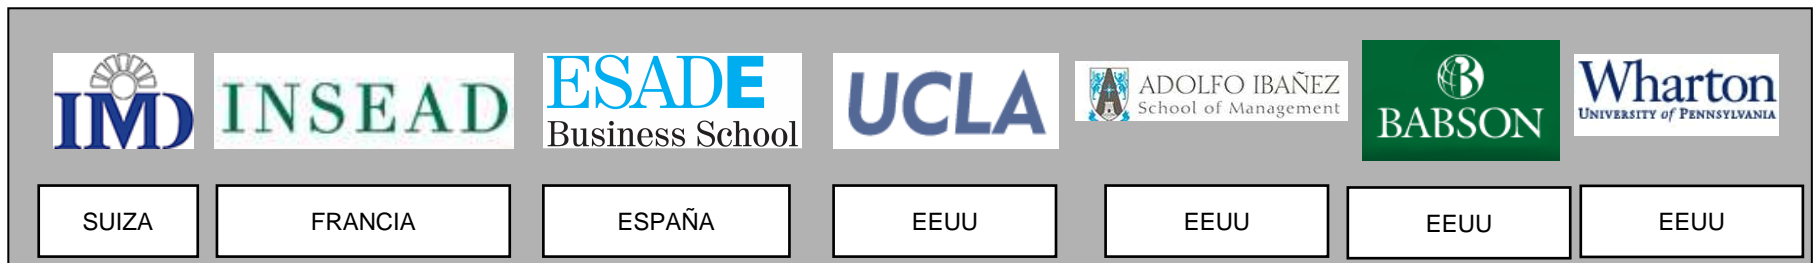 IMD
INSEAD
ESADE
Business School
UCLA
ADOLFO IBAÑEZ
School of Management
B
BABSON
Wharton
UNIVERSITY of PENNSYLVANIA
SUIZA
FRANCIA
ESPAÑA
EEUU
EEUU
EEUU
EEUU